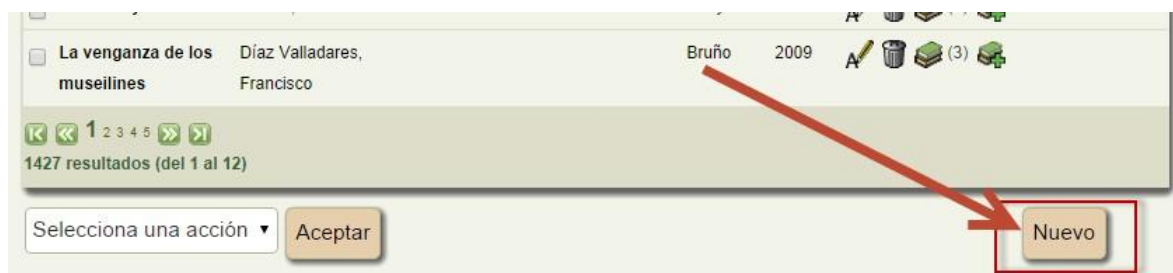 La venganza de los Díaz Valladares, Bruño 2009 (3)
museilines Francisco
1 2 3 4 5
1427 resultados (del 1 al 12)
Selecciona una acción Aceptar Nuevo